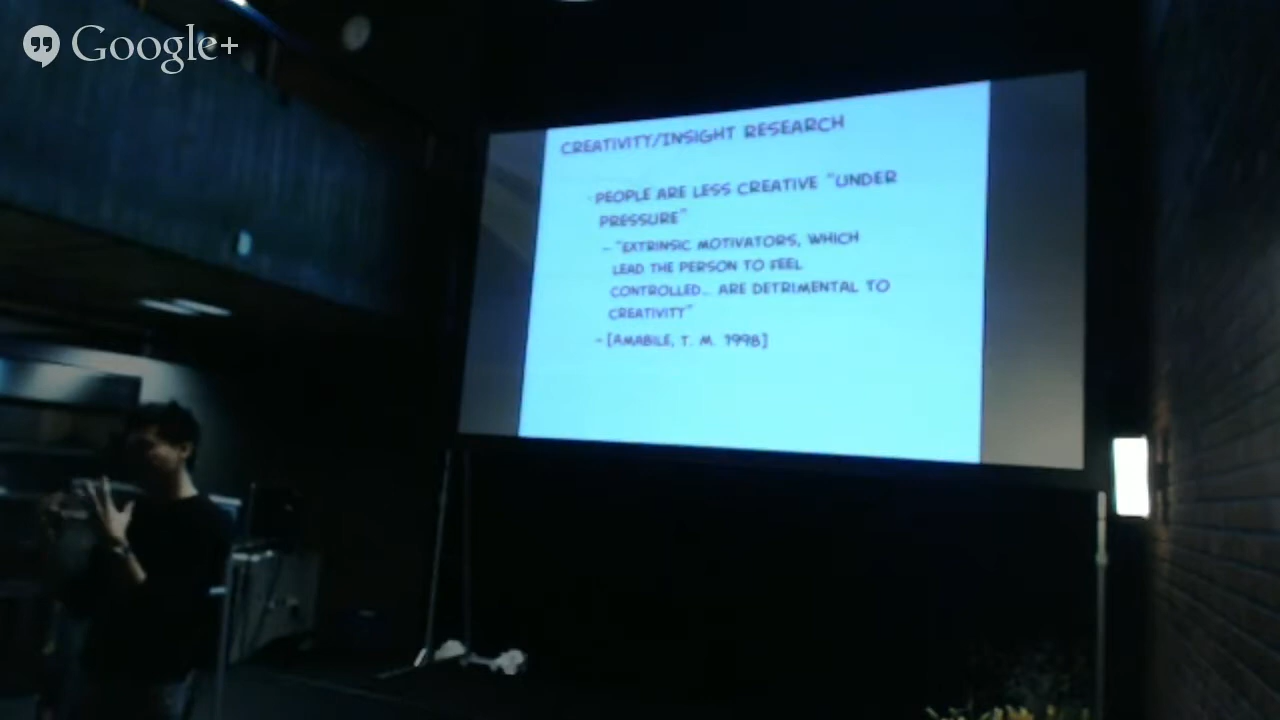 Google+
CREATIVITY/INSIGHT RESEARCH
· PEOPLE ARE LESS CREATIVE "UNDER
PRESSURE"
- "EXTRINSIC MOTIVATORS, WHICH
LEAD THE PERSON TO FEEL
CONTROLLED... ARE DETRIMENTAL TO
CREATIVITY"
- [AMABILE, T. M. 1998]